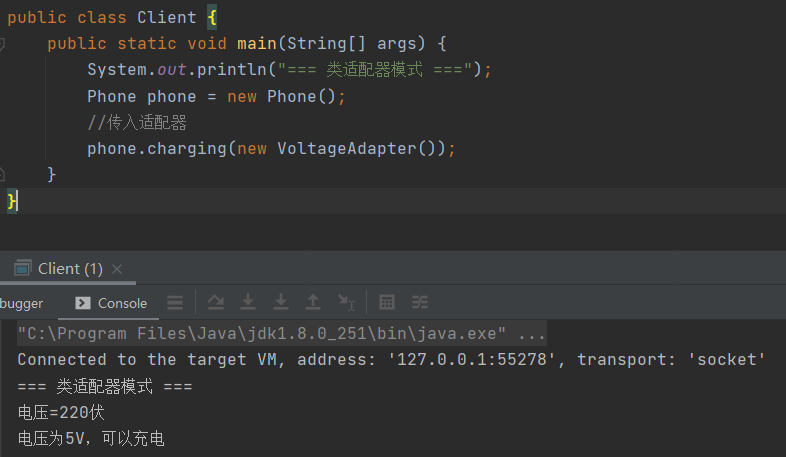 public class Client {
public static void main(String[] args) {
System.out.println("=== 类适配器模式 ===");
Phone phone = new Phone();
//传入适配器
phone.charging(new VoltageAdapter());
}
}
Client (1)
bugger Console
"C:\Program Files\Java\jdk1.8.0_251\bin\java.exe" ...
Connected to the target VM, address: '127.0.0.1:55278', transport: 'socket'
=== 类适配器模式 ===
电压=220伏
电压为5V，可以充电